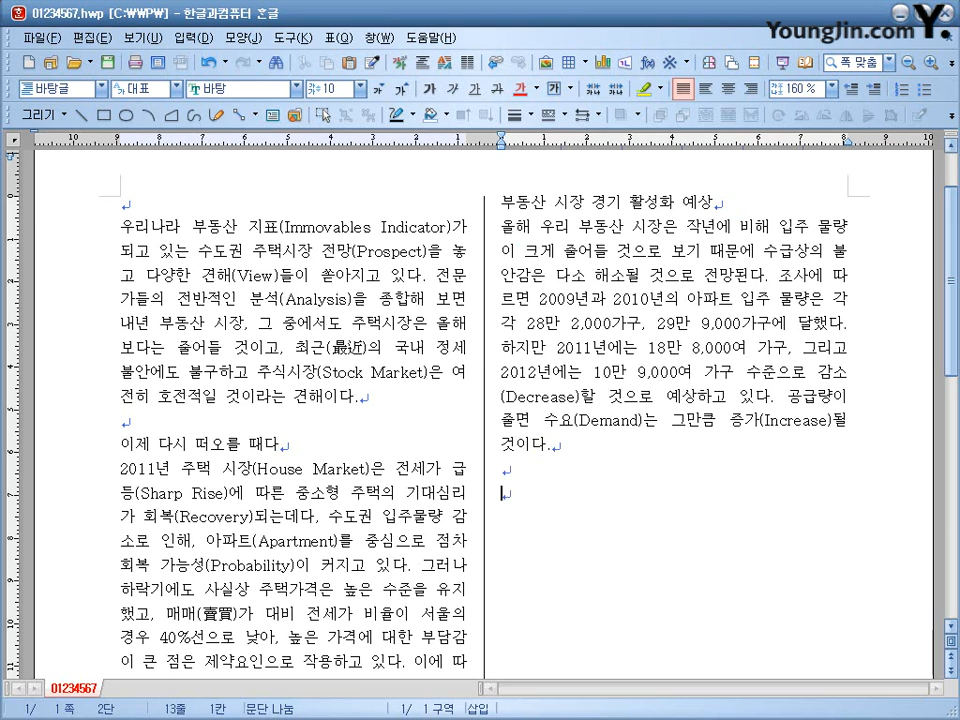 01234567.hwp [C:\WWP\] - 한글과컴퓨터 한글
YoungJin.com Y.
파일(F) 편집(E) 보기(U) 입력(D) 모양(J) 도구(K) 표(Q) 창(W) 도움말(H)
폭 맞춤
바탕글 대표 바탕 10 160 %
그리기
10 9 8 7 6 5 4 3 2 1 1 2 3 4 5 6 7 8 9 10
우리나라 부동산 지표(Immovables Indicator)가
되고 있는 수도권 주택시장 전망(Prospect)을 놓
고 다양한 견해(View)들이 쏟아지고 있다. 전문
가들의 전반적인 분석(Analysis)을 종합해 보면
내년 부동산 시장, 그 중에서도 주택시장은 올해
보다는 줄어들 것이고, 최근(最近)의 국내 정세
불안에도 불구하고 주식시장(Stock Market)은 여
전히 호전적일 것이라는 견해이다.
이제 다시 떠오를 때다
2011년 주택 시장(House Market)은 전세가 급
등(Sharp Rise)에 따른 중소형 주택의 기대심리
가 회복(Recovery)되는데다, 수도권 입주물량 감
소로 인해, 아파트(Apartment)를 중심으로 점차
회복 가능성(Probability)이 커지고 있다. 그러나
하락기에도 사실상 주택가격은 높은 수준을 유지
했고, 매매(賣買)가 대비 전세가 비율이 서울의
경우 40%선으로 낮아, 높은 가격에 대한 부담감
이 큰 점은 제약요인으로 작용하고 있다. 이에 따
부동산 시장 경기 활성화 예상
올해 우리 부동산 시장은 작년에 비해 입주 물량
이 크게 줄어들 것으로 보기 때문에 수급상의 불
안감은 다소 해소될 것으로 전망된다. 조사에 따
르면 2009년과 2010년의 아파트 입주 물량은 각
각 28만 2,000가구, 29만 9,000가구에 달했다.
하지만 2011년에는 18만 8,000여 가구, 그리고
2012년에는 10만 9,000여 가구 수준으로 감소
(Decrease)할 것으로 예상하고 있다. 공급량이
줄면 수요(Demand)는 그만큼 증가(Increase)될
것이다.
01234567
1/ 1 쪽 2단 13줄 1칸 문단 나눔 1/ 1 구역 삽입